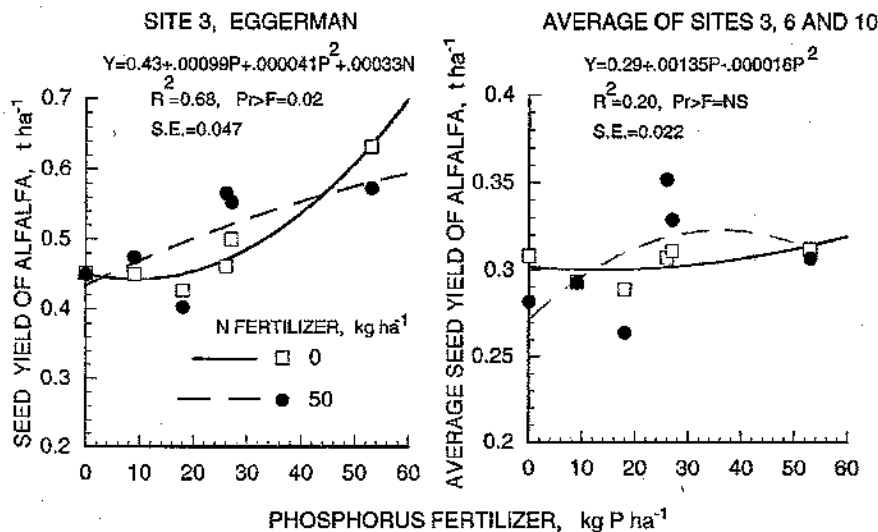 SITE 3, EGGERMAN
Y=0.43+.00099P+.000041P²+.00033N
R²=0.68, Pr>F=0.02
S.E.=0.047
SEED YIELD OF ALFALFA, t ha⁻¹
0.7
0.6
0.5
0.4
0.3
0.2
N FERTILIZER, kg ha⁻¹
0
50
0 10 20 30 40 50 60
AVERAGE OF SITES 3, 6 AND 10
Y=0.29+.00135P-.000016P²
R²=0.20, Pr>F=NS
S.E.=0.022
AVERAGE SEED YIELD OF ALFALFA, t ha⁻¹
0.4
0.35
0.3
0.25
0.2
0 10 20 30 40 50 60
PHOSPHORUS FERTILIZER, kg P ha⁻¹